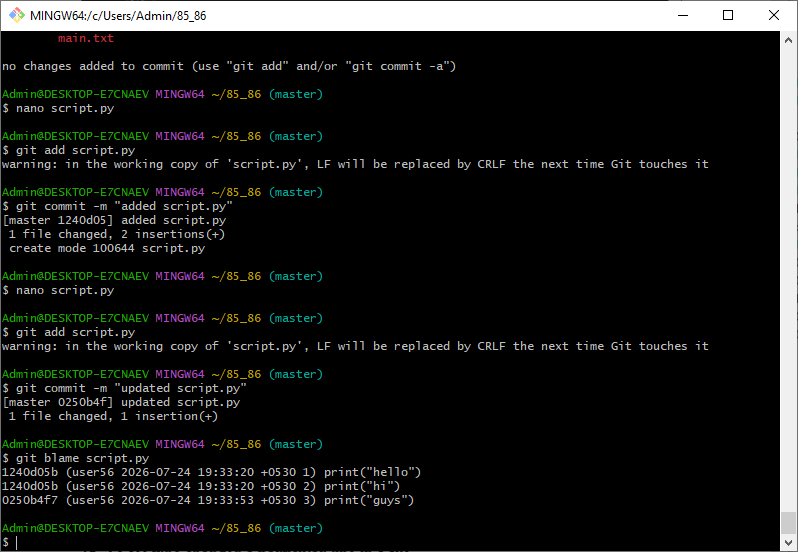 MINGW64:/c/Users/Admin/85_86
main.txt
no changes added to commit (use "git add" and/or "git commit -a")
Admin@DESKTOP-E7CNAEV MINGW64 ~/85_86 (master)
$ nano script.py
Admin@DESKTOP-E7CNAEV MINGW64 ~/85_86 (master)
$ git add script.py
warning: in the working copy of 'script.py', LF will be replaced by CRLF the next time Git touches it
Admin@DESKTOP-E7CNAEV MINGW64 ~/85_86 (master)
$ git commit -m "added script.py"
[master 1240d05] added script.py
 1 file changed, 2 insertions(+)
 create mode 100644 script.py
Admin@DESKTOP-E7CNAEV MINGW64 ~/85_86 (master)
$ nano script.py
Admin@DESKTOP-E7CNAEV MINGW64 ~/85_86 (master)
$ git add script.py
warning: in the working copy of 'script.py', LF will be replaced by CRLF the next time Git touches it
Admin@DESKTOP-E7CNAEV MINGW64 ~/85_86 (master)
$ git commit -m "updated script.py"
[master 0250b4f] updated script.py
 1 file changed, 1 insertion(+)
Admin@DESKTOP-E7CNAEV MINGW64 ~/85_86 (master)
$ git blame script.py
1240d05b (user56 2026-07-24 19:33:20 +0530 1) print("hello")
1240d05b (user56 2026-07-24 19:33:20 +0530 2) print("hi")
0250b4f7 (user56 2026-07-24 19:33:53 +0530 3) print("guys")
Admin@DESKTOP-E7CNAEV MINGW64 ~/85_86 (master)
$